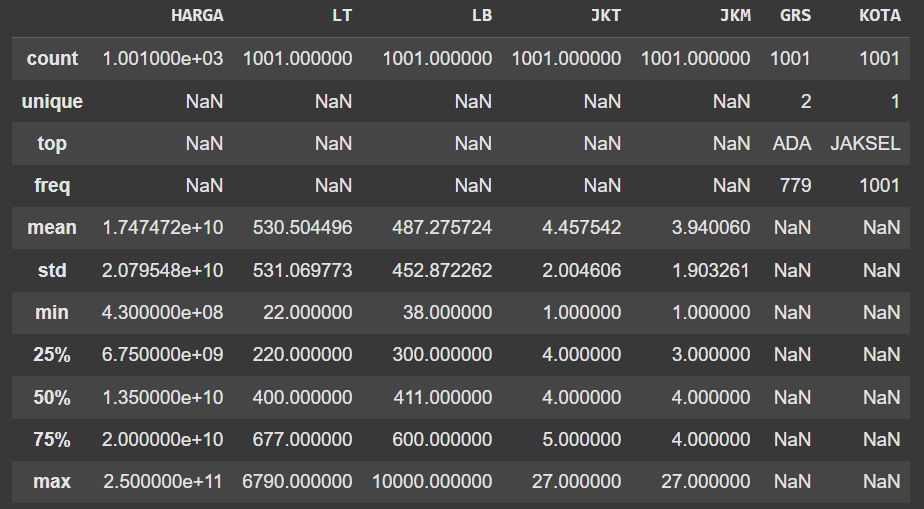 HARGA LT LB JKT JKM GRS KOTA
count 1.001000e+03 1001.000000 1001.000000 1001.000000 1001.000000 1001 1001
unique NaN NaN NaN NaN NaN 2 1
top NaN NaN NaN NaN NaN ADA JAKSEL
freq NaN NaN NaN NaN NaN 779 1001
mean 1.747472e+10 530.504496 487.275724 4.457542 3.940060 NaN NaN
std 2.079548e+10 531.069773 452.872262 2.004606 1.903261 NaN NaN
min 4.300000e+08 22.000000 38.000000 1.000000 1.000000 NaN NaN
25% 6.750000e+09 220.000000 300.000000 4.000000 3.000000 NaN NaN
50% 1.350000e+10 400.000000 411.000000 4.000000 4.000000 NaN NaN
75% 2.000000e+10 677.000000 600.000000 5.000000 4.000000 NaN NaN
max 2.500000e+11 6790.000000 10000.000000 27.000000 27.000000 NaN NaN